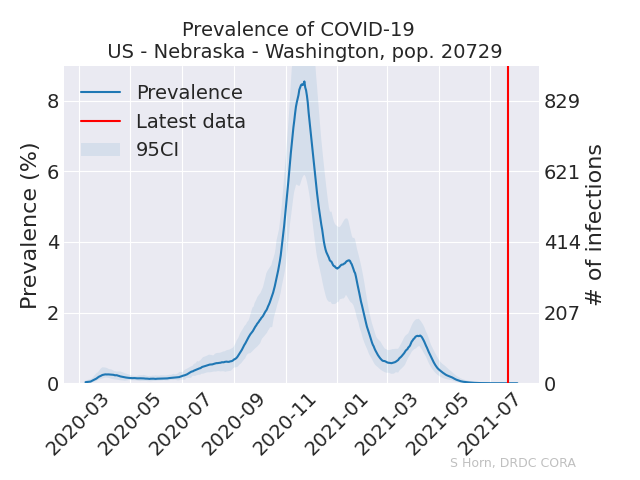 Prevalence of COVID-19
US - Nebraska - Washington, pop. 20729
Prevalence
Latest data
95CI
Prevalence (%)
8
6
4
2
0
829
621
414
207
0
# of infections
2020-03
2020-05
2020-07
2020-09
2020-11
2021-01
2021-03
2021-05
2021-07
S Horn, DRDC CORA